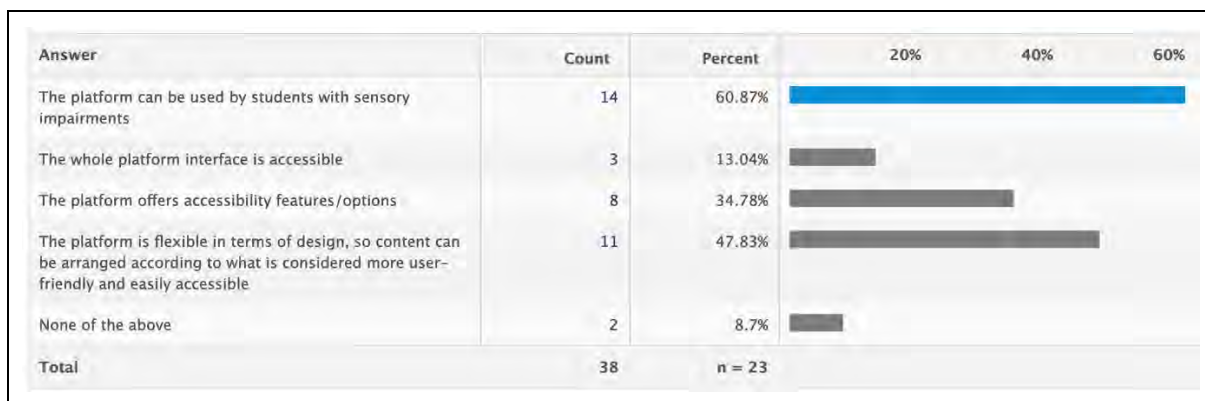 Answer Count Percent 20% 40% 60%
The platform can be used by students with sensory 14 60.87%
impairments
The whole platform interface is accessible 3 13.04%
The platform offers accessibility features/options 8 34.78%
The platform is flexible in terms of design, so content can 11 47.83%
be arranged according to what is considered more user-
friendly and easily accessible
None of the above 2 8.7%
Total 38 n = 23